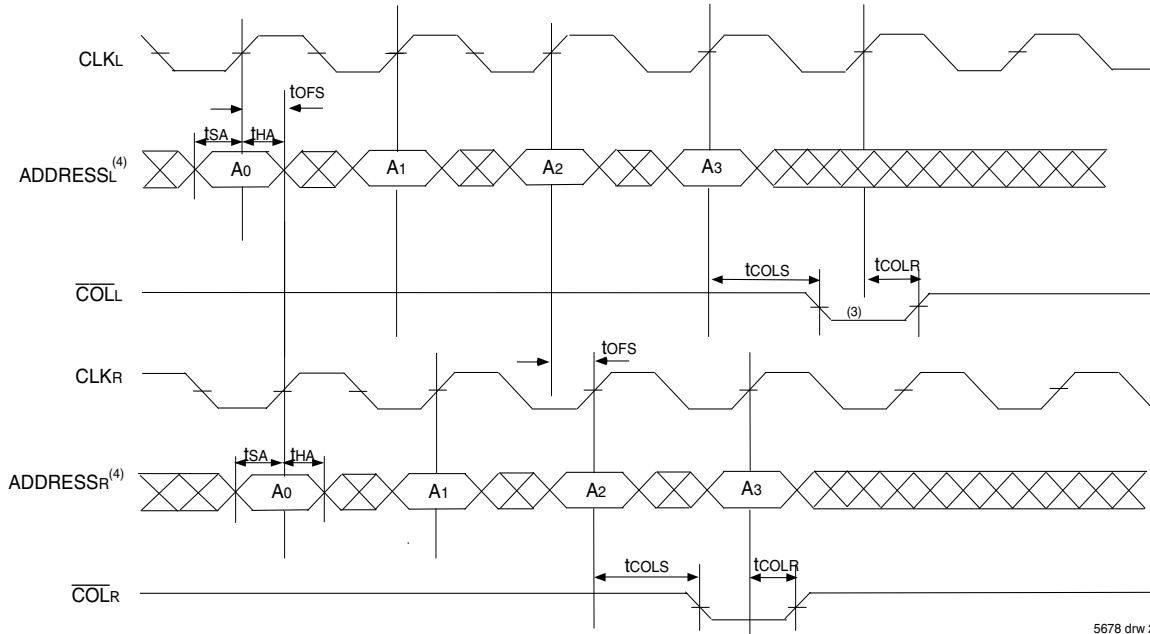 CLKL
tOFS
tSA tHA
ADDRESSL(4) A0 A1 A2 A3
tCOLS tCOLR
COLL (3)
tOFS
CLKR
tSA tHA
ADDRESSR(4) A0 A1 A2 A3
tCOLS tCOLR
COLR
5678 drw 2